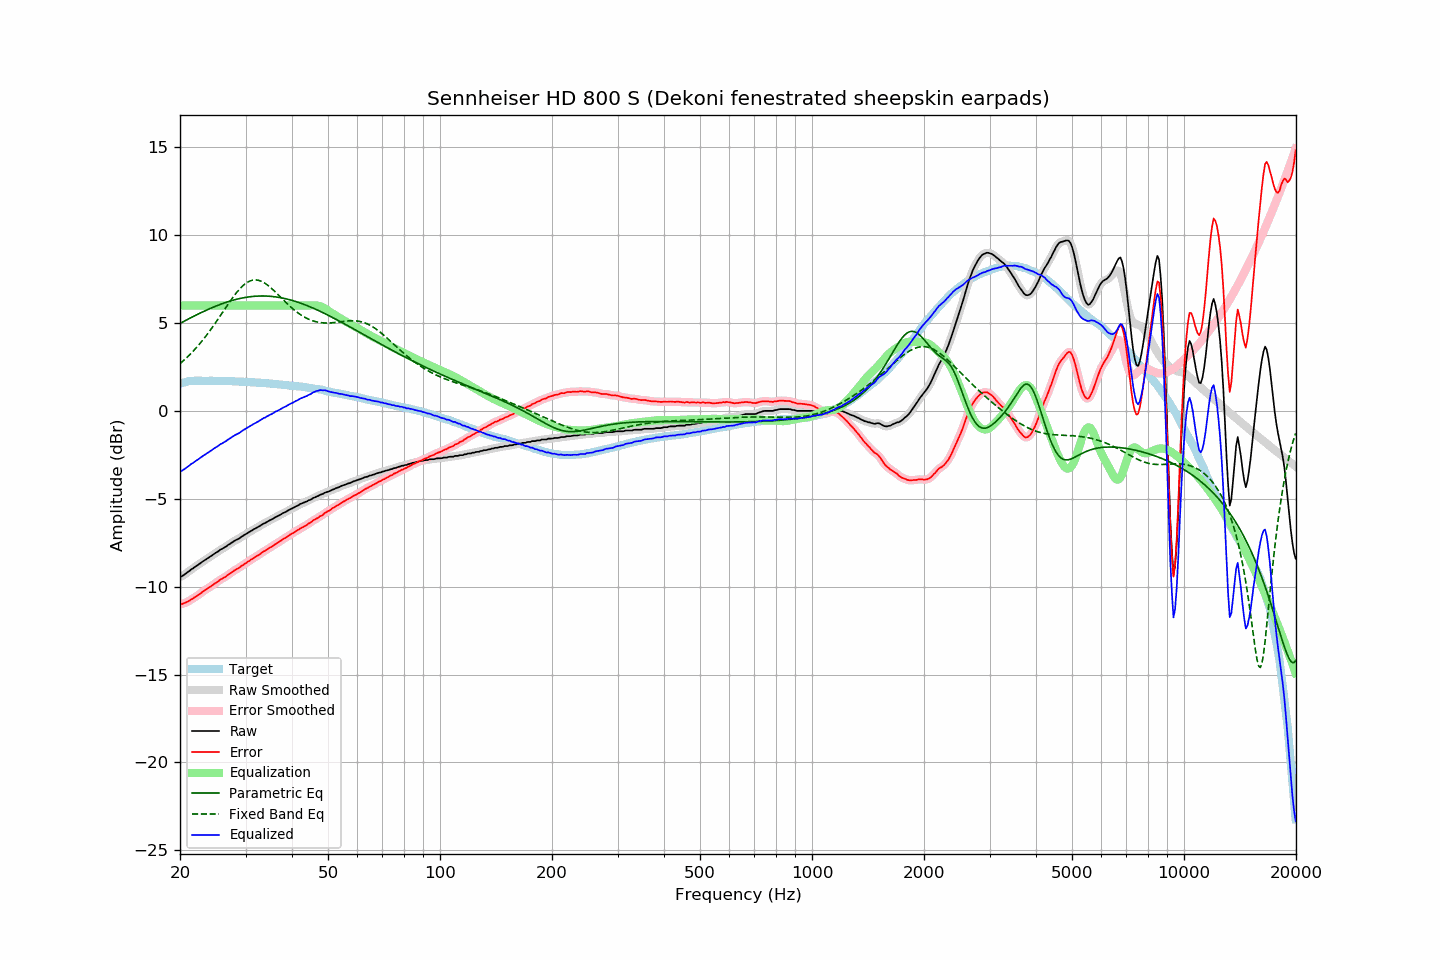 Sennheiser HD 800 S (Dekoni fenestrated sheepskin earpads)
15
10
5
0
−5
−10
−15
−20
−25
Amplitude (dBr)
Target
Raw Smoothed
Error Smoothed
Raw
Error
Equalization
Parametric Eq
Fixed Band Eq
Equalized
20 50 100 200 500 1000 2000 5000 10000 20000
Frequency (Hz)